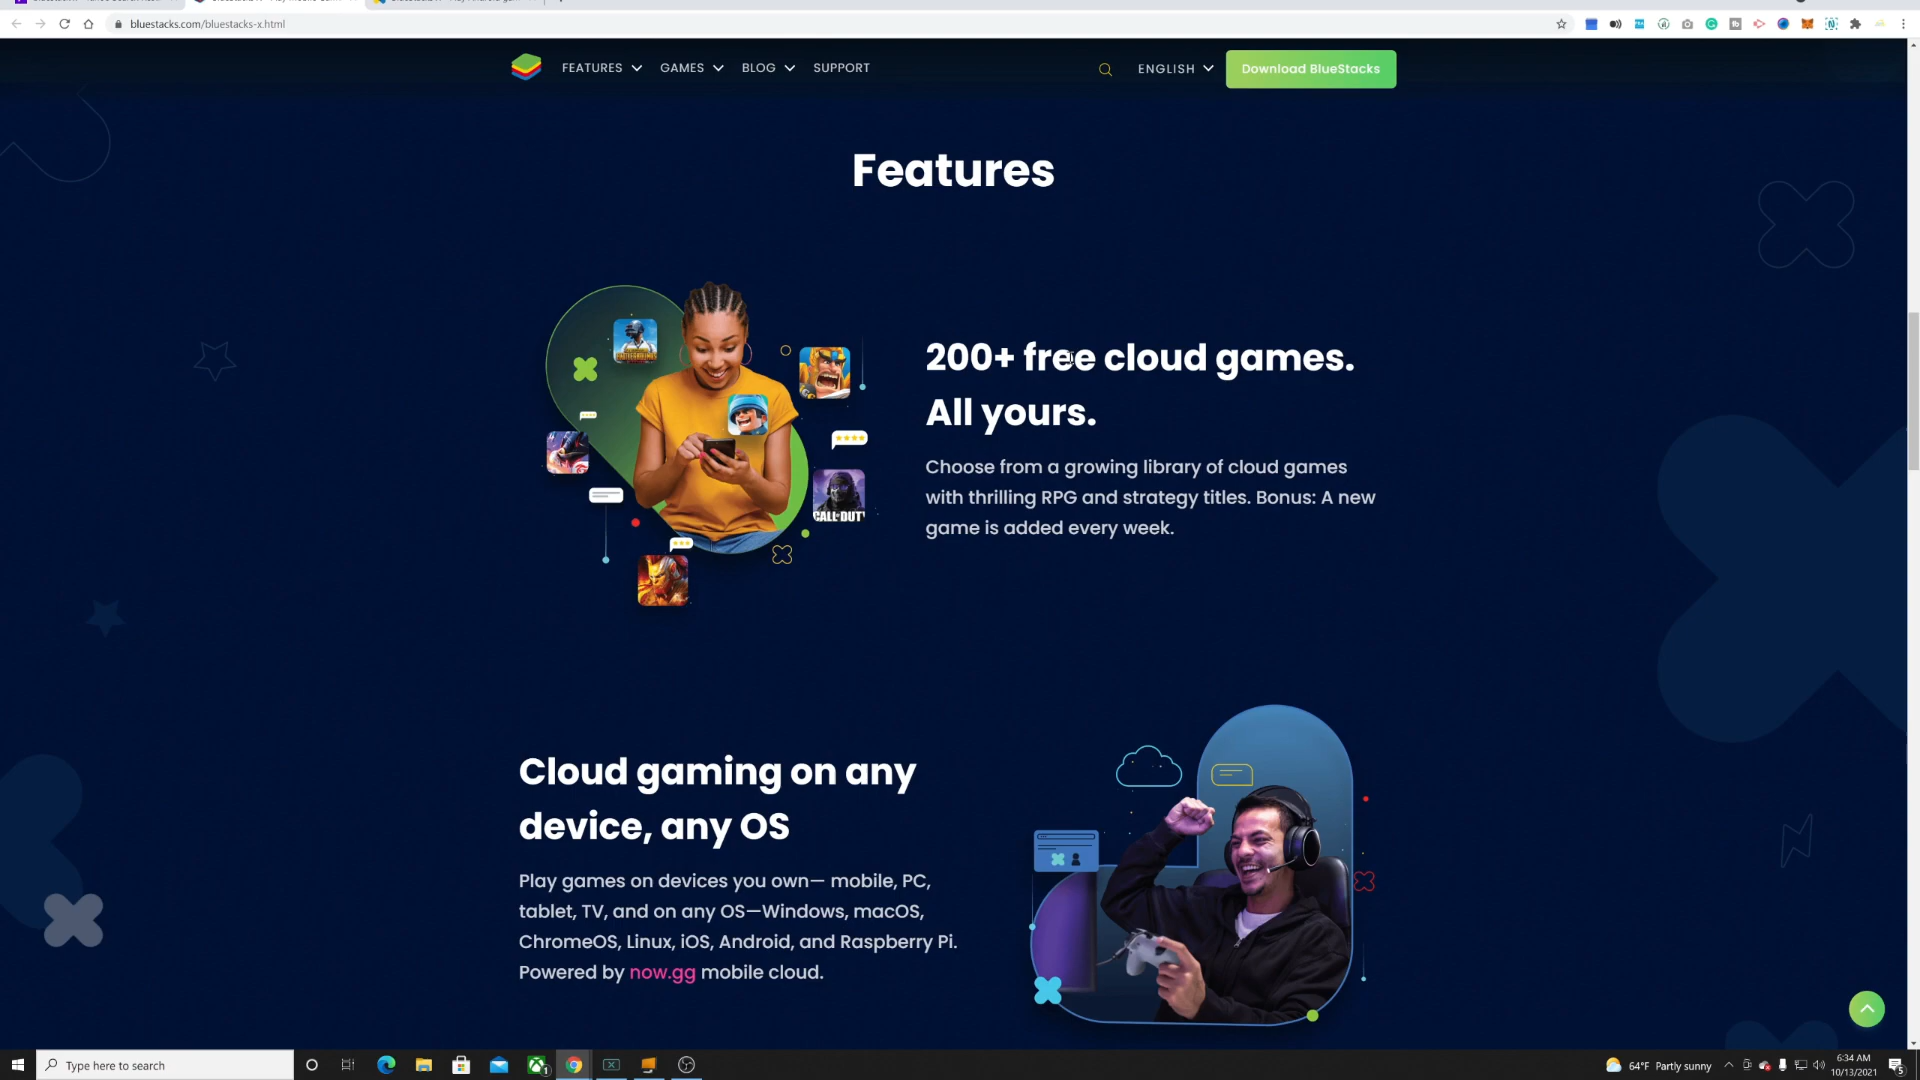 bluestacks.com/bluestacks-x.html
FEATURES
GAMES
BLOG
SUPPORT
ENGLISH
Download BlueStacks
Features
200+ free cloud games.
All yours.
Choose from a growing library of cloud games
with thrilling RPG and strategy titles. Bonus: A new
game is added every week.
CALL DUTY
Cloud gaming on any
device, any OS
Play games on devices you own— mobile, PC,
tablet, TV, and on any OS—Windows, macOS,
ChromeOS, Linux, iOS, Android, and Raspberry Pi.
Powered by now.gg mobile cloud.
Type here to search
1
64°F Partly sunny
6:34 AM
10/13/2021
5